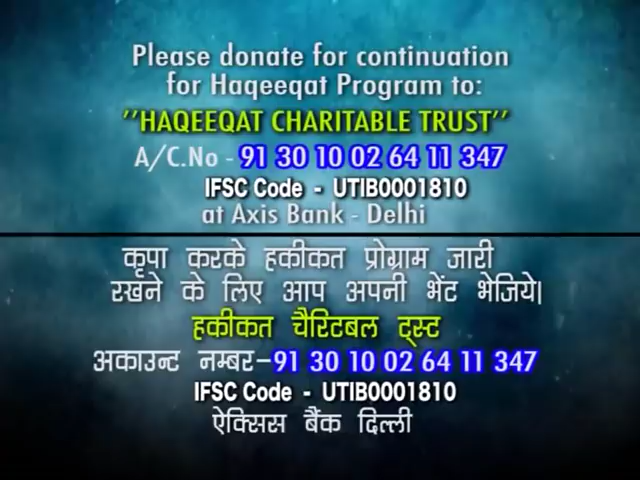 Please donate for continuation
for Haqeeqat Program to:
’’HAQEEQAT CHARITABLE TRUST’’
A/C.No - 91 30 10 02 64 11 347
IFSC Code - UTIB0001810
at Axis Bank - Delhi
कृपा करके हकीकत प्रोग्राम जारी
रखने के लिए आप अपनी भेंट भेजिये।
हकीकत चैरिटबल ट्स्ट
अकाउन्ट नम्बर–91 30 10 02 64 11 347
IFSC Code - UTIB0001810
ऐक्सिस बैंक दिल्ली